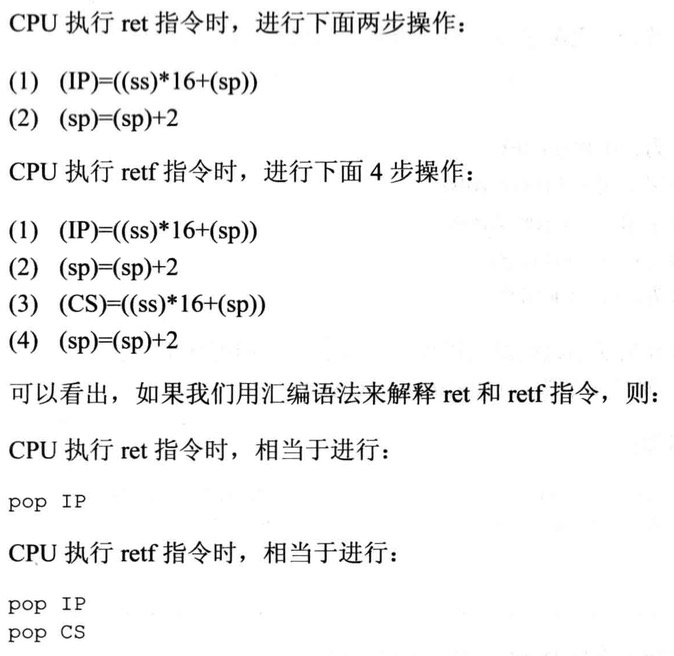 CPU 执行 ret 指令时，进行下面两步操作：
(1) (IP)=((ss)*16+(sp))
(2) (sp)=(sp)+2
CPU 执行 retf 指令时，进行下面 4 步操作：
(1) (IP)=((ss)*16+(sp))
(2) (sp)=(sp)+2
(3) (CS)=((ss)*16+(sp))
(4) (sp)=(sp)+2
可以看出，如果我们用汇编语法来解释 ret 和 retf 指令，则：
CPU 执行 ret 指令时，相当于进行：
pop IP
CPU 执行 retf 指令时，相当于进行：
pop IP
pop CS